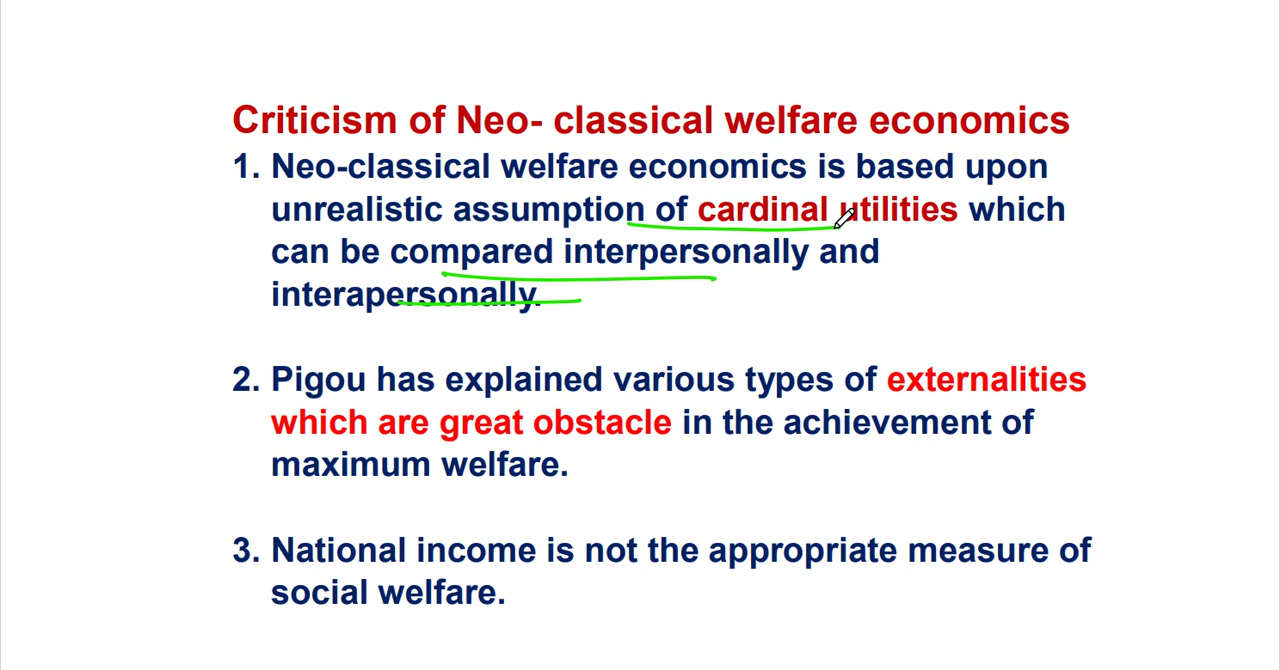 Criticism of Neo- classical welfare economics
1. Neo-classical welfare economics is based upon
unrealistic assumption of cardinal utilities which
can be compared interpersonally and
interapersonally.
2. Pigou has explained various types of externalities
which are great obstacle in the achievement of
maximum welfare.
3. National income is not the appropriate measure of
social welfare.